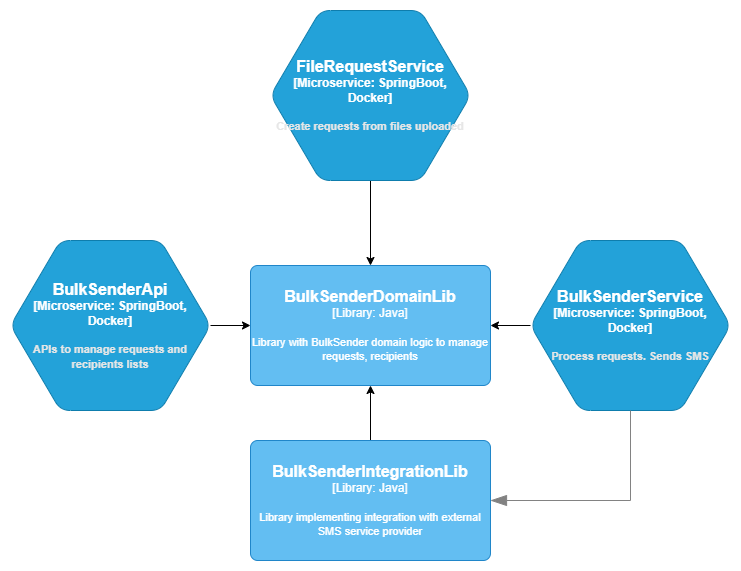 FileRequestService
[Microservice: SpringBoot,
Docker]
Create requests from files uploaded
BulkSenderApi
[Microservice: SpringBoot,
Docker]
APIs to manage requests and
recipients lists
BulkSenderDomainLib
[Library: Java]
Library with BulkSender domain logic to manage
requests, recipients
BulkSenderService
[Microservice: SpringBoot,
Docker]
Process requests. Sends SMS
BulkSenderIntegrationLib
[Library: Java]
Library implementing integration with external
SMS service provider